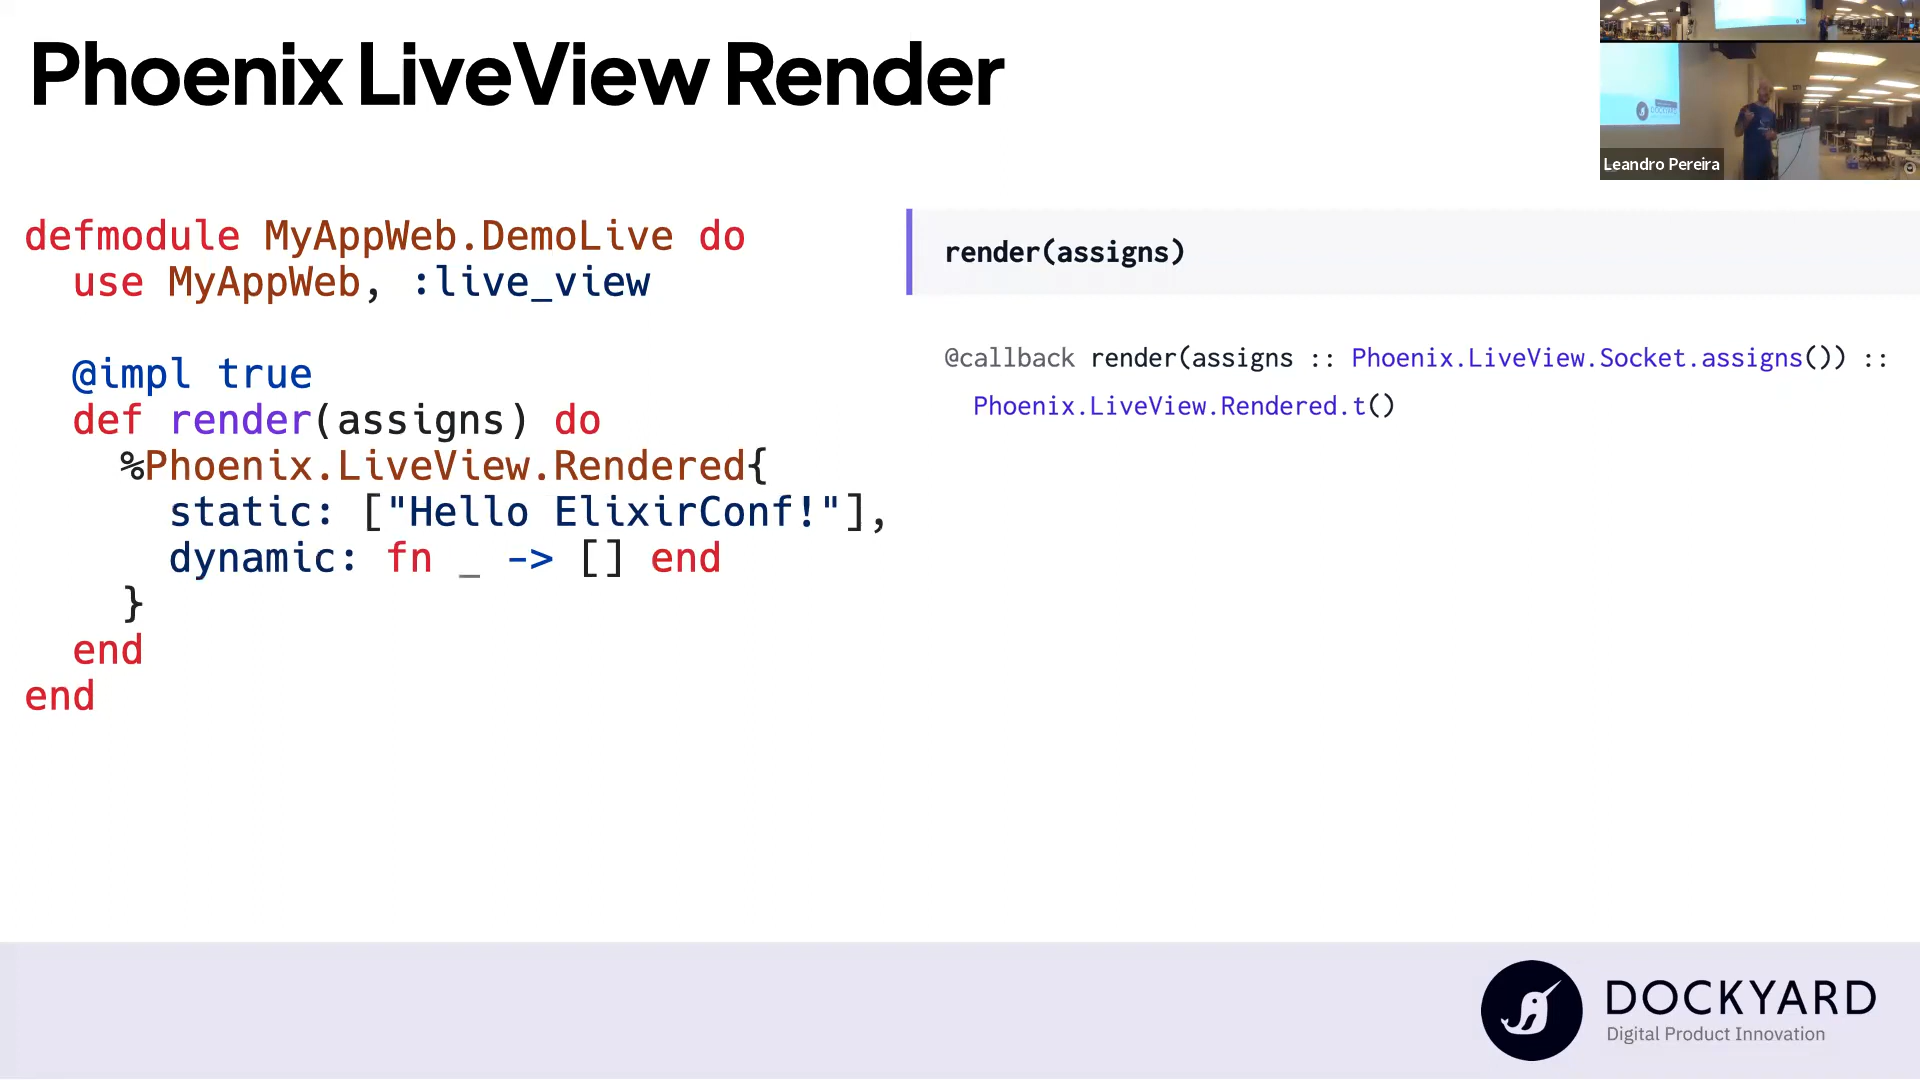 Phoenix LiveView Render
Leandro Pereira
defmodule MyAppWeb.DemoLive do
  use MyAppWeb, :live_view
  @impl true
  def render(assigns) do
    %Phoenix.LiveView.Rendered{
      static: ["Hello ElixirConf!"],
      dynamic: fn _ -> [] end
    }
  end
end
render(assigns)
@callback render(assigns :: Phoenix.LiveView.Socket.assigns()) ::
  Phoenix.LiveView.Rendered.t()
DOCKYARD
Digital Product Innovation